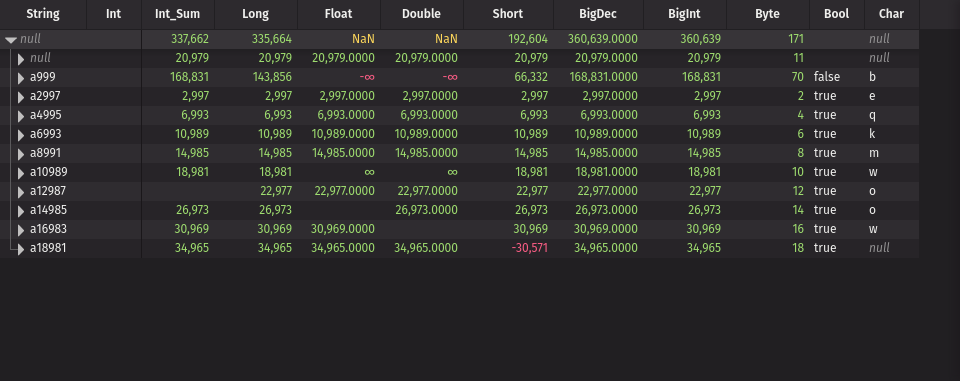 String Int Int_Sum Long Float Double Short BigDec BigInt Byte Bool Char
null 337,662 335,664 NaN NaN 192,604 360,639.0000 360,639 171 null
null 20,979 20,979 20,979.0000 20,979.0000 20,979 20,979.0000 20,979 11 null
a999 168,831 143,856 -∞ -∞ 66,332 168,831.0000 168,831 70 false b
a2997 2,997 2,997 2,997.0000 2,997.0000 2,997 2,997.0000 2,997 2 true e
a4995 6,993 6,993 6,993.0000 6,993.0000 6,993 6,993.0000 6,993 4 true q
a6993 10,989 10,989 10,989.0000 10,989.0000 10,989 10,989.0000 10,989 6 true k
a8991 14,985 14,985 14,985.0000 14,985.0000 14,985 14,985.0000 14,985 8 true m
a10989 18,981 18,981 ∞ ∞ 18,981 18,981.0000 18,981 10 true w
a12987 22,977 22,977.0000 22,977.0000 22,977 22,977.0000 22,977 12 true o
a14985 26,973 26,973 26,973.0000 26,973 26,973.0000 26,973 14 true o
a16983 30,969 30,969 30,969.0000 30,969 30,969.0000 30,969 16 true w
a18981 34,965 34,965 34,965.0000 34,965.0000 -30,571 34,965.0000 34,965 18 true null